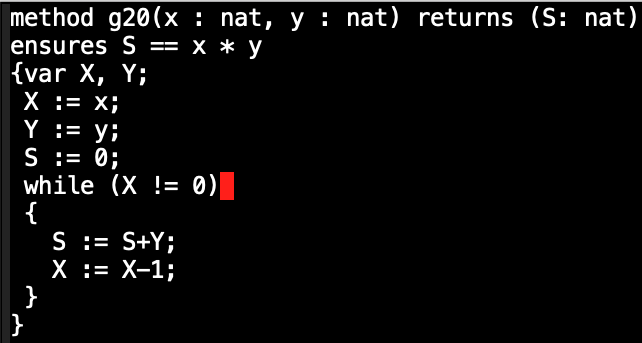 method g20(x : nat, y : nat) returns (S: nat)
ensures S == x * y
{var X, Y;
 X := x;
 Y := y;
 S := 0;
 while (X != 0)
 {
   S := S+Y;
   X := X-1;
 }
}